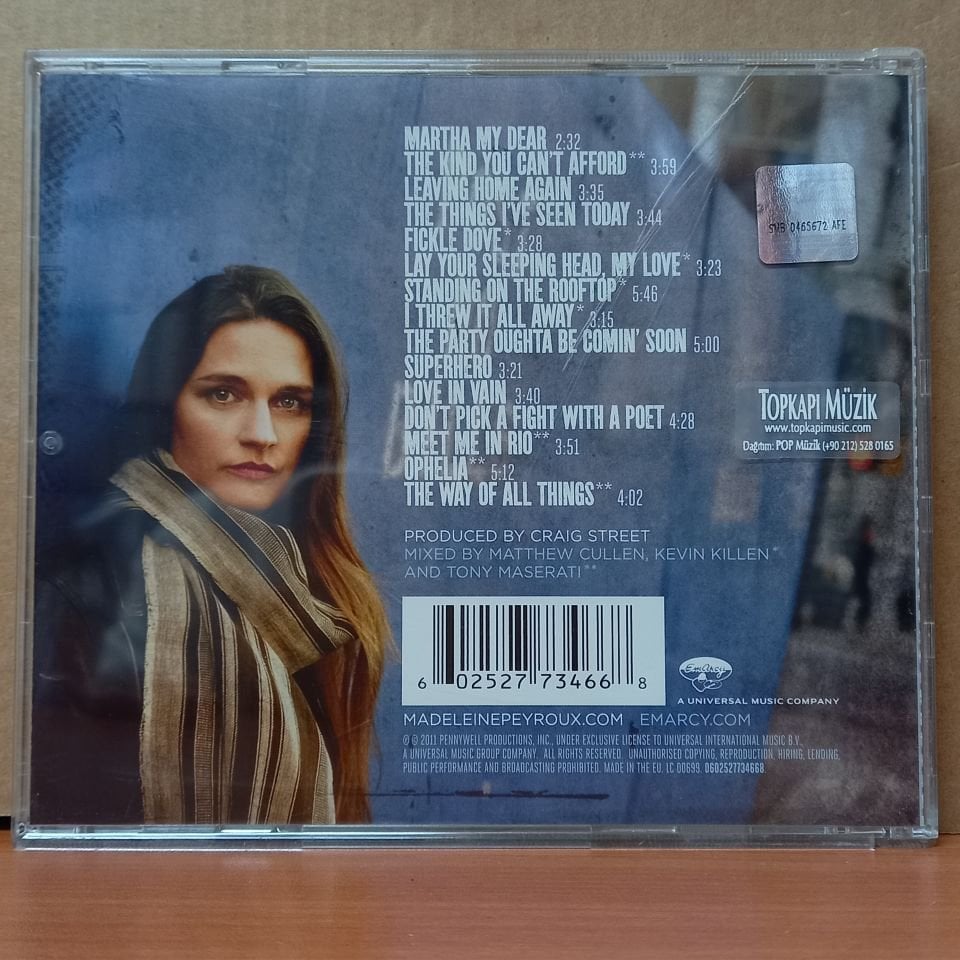 MARTHA MY DEAR 2:32
THE KIND YOU CAN'T AFFORD** 3:59
LEAVING HOME AGAIN 3:35
THE THINGS I'VE SEEN TODAY 3:44
FICKLE DOVE* 3:28
LAY YOUR SLEEPING HEAD, MY LOVE* 3:23
STANDING ON THE ROOFTOP* 5:46
I THREW IT ALL AWAY* 3:15
THE PARTY OUGHTA BE COMIN' SOON 5:00
SUPERHERO 3:21
LOVE IN VAIN 3:40
DON'T PICK A FIGHT WITH A POET 4:28
MEET ME IN RIO** 3:51
OPHELIA** 5:12
THE WAY OF ALL THINGS** 4:02
PRODUCED BY CRAIG STREET
MIXED BY MATTHEW CULLEN, KEVIN KILLEN*
AND TONY MASERATI**
6 02527 73466 8
EmArcy
A UNIVERSAL MUSIC COMPANY
MADELEINEPEYROUX.COM EMARCY.COM
℗ © 2011 PENNYWELL PRODUCTIONS, INC. UNDER EXCLUSIVE LICENSE TO UNIVERSAL INTERNATIONAL MUSIC B.V.
A UNIVERSAL MUSIC GROUP COMPANY. ALL RIGHTS RESERVED. UNAUTHORISED COPYING, REPRODUCTION, HIRING, LENDING,
PUBLIC PERFORMANCE AND BROADCASTING PROHIBITED. MADE IN THE EU. LC 00699. 0602527734668.
0465672 AFE
TOPKAPI MÜZİK
www.topkapimusic.com
Dağıtım: POP Müzik (+90 212) 528 0165